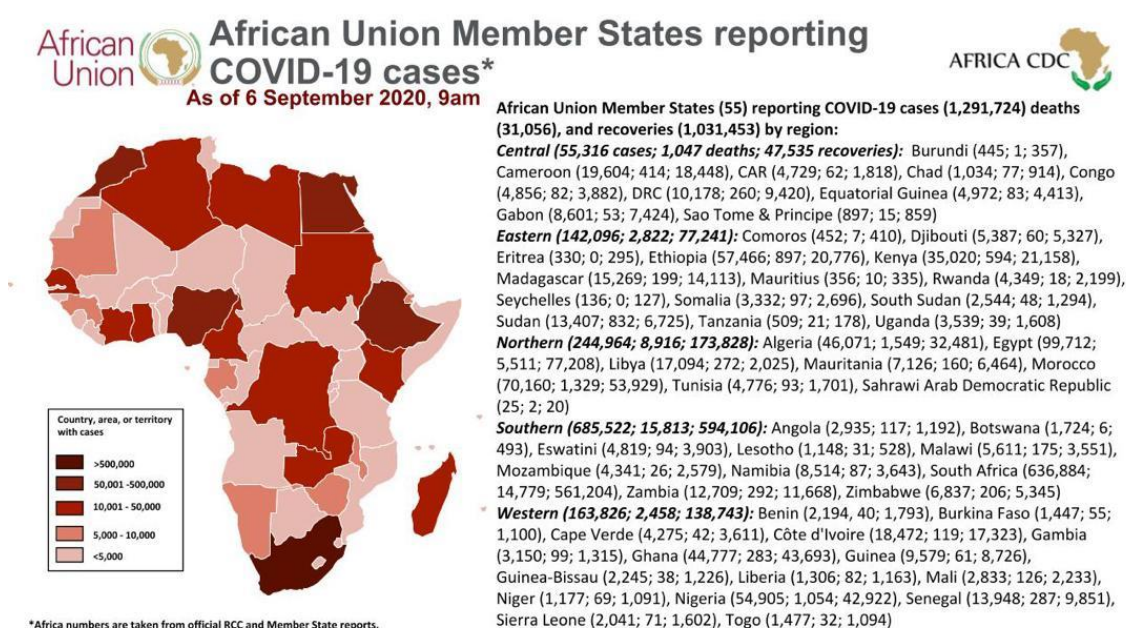 African
Union
African Union Member States reporting
COVID-19 cases*
As of 6 September 2020, 9am
AFRICA CDC
African Union Member States (55) reporting COVID-19 cases (1,291,724) deaths
(31,056), and recoveries (1,031,453) by region:
Central (55,316 cases; 1,047 deaths; 47,535 recoveries): Burundi (445; 1; 357),
Cameroon (19,604; 414; 18,448), CAR (4,729; 62; 1,818), Chad (1,034; 77; 914), Congo
(4,856; 82; 3,882), DRC (10,178; 260; 9,420), Equatorial Guinea (4,972; 83; 4,413),
Gabon (8,601; 53; 7,424), Sao Tome & Principe (897; 15; 859)
Eastern (142,096; 2,822; 77,241): Comoros (452; 7; 410), Djibouti (5,387; 60; 5,327),
Eritrea (330; 0; 295), Ethiopia (57,466; 897; 20,776), Kenya (35,020; 594; 21,158),
Madagascar (15,269; 199; 14,113), Mauritius (356; 10; 335), Rwanda (4,349; 18; 2,199),
Seychelles (136; 0; 127), Somalia (3,332; 97; 2,696), South Sudan (2,544; 48; 1,294),
Sudan (13,407; 832; 6,725), Tanzania (509; 21; 178), Uganda (3,539; 39; 1,608)
Northern (244,964; 8,916; 173,828): Algeria (46,071; 1,549; 32,481), Egypt (99,712;
5,511; 77,208), Libya (17,094; 272; 2,025), Mauritania (7,126; 160; 6,464), Morocco
(70,160; 1,329; 53,929), Tunisia (4,776; 93; 1,701), Sahrawi Arab Democratic Republic
(25; 2; 20)
Southern (685,522; 15,813; 594,106): Angola (2,935; 117; 1,192), Botswana (1,724; 6;
493), Eswatini (4,819; 94; 3,903), Lesotho (1,148; 31; 528), Malawi (5,611; 175; 3,551),
Mozambique (4,341; 26; 2,579), Namibia (8,514; 87; 3,643), South Africa (636,884;
14,779; 561,204), Zambia (12,709; 292; 11,668), Zimbabwe (6,837; 206; 5,345)
Western (163,826; 2,458; 138,743): Benin (2,194, 40; 1,793), Burkina Faso (1,447; 55;
1,100), Cape Verde (4,275; 42; 3,611), Côte d'Ivoire (18,472; 119; 17,323), Gambia
(3,150; 99; 1,315), Ghana (44,777; 283; 43,693), Guinea (9,579; 61; 8,726),
Guinea-Bissau (2,245; 38; 1,226), Liberia (1,306; 82; 1,163), Mali (2,833; 126; 2,233),
Niger (1,177; 69; 1,091), Nigeria (54,905; 1,054; 42,922), Senegal (13,948; 287; 9,851),
Sierra Leone (2,041; 71; 1,602), Togo (1,477; 32; 1,094)
Country, area, or territory
with cases
>500,000
50,001 -500,000
10,001 - 50,000
5,000 - 10,000
<5,000
*Africa numbers are taken from official RCC and Member State reports.